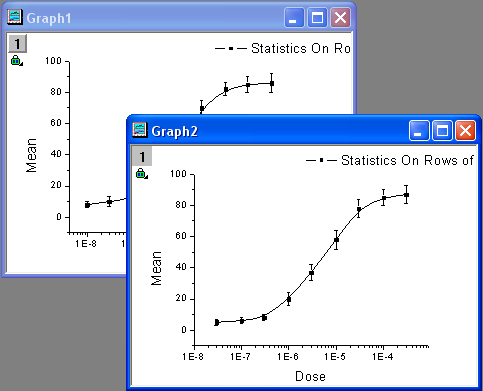 Graph1
1
Statistics On Ro
100
80
60
40
20
0
Mean
1E-8
Graph2
1
Statistics On Rows of
100
80
60
40
20
0
Mean
1E-8 1E-7 1E-6 1E-5 1E-4
Dose